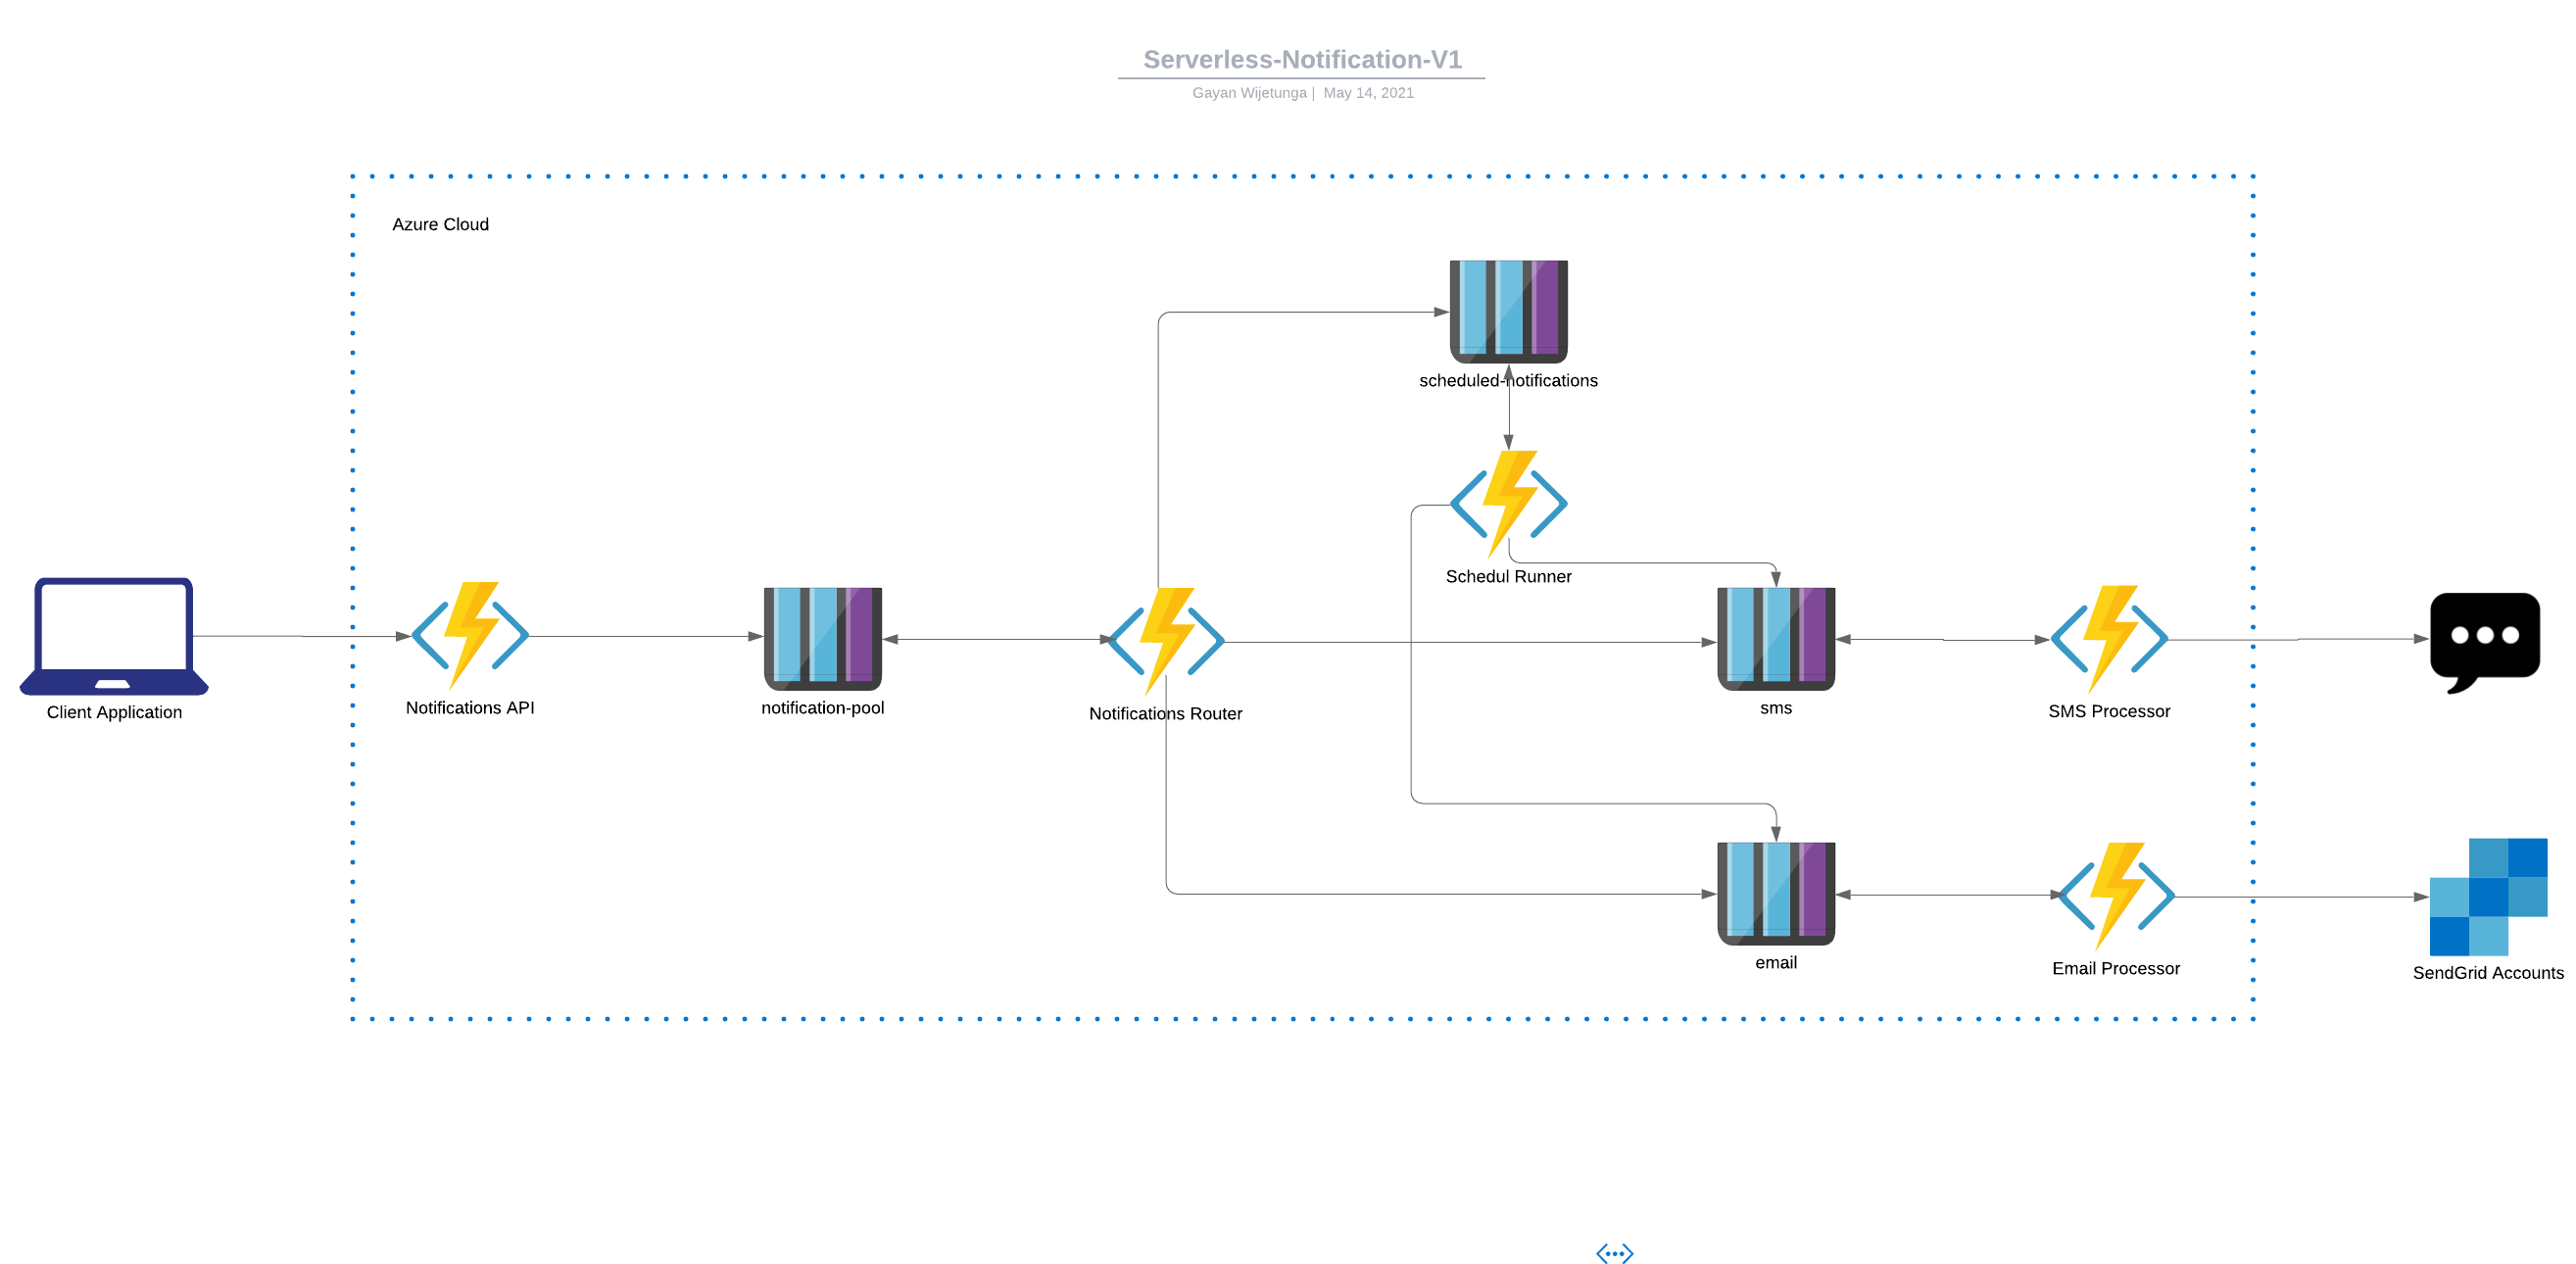 Serverless-Notification-V1
Gayan Wijetunga | May 14, 2021
Azure Cloud
scheduled-notifications
Schedul Runner
Client Application
Notifications API
notification-pool
Notifications Router
sms
SMS Processor
email
Email Processor
SendGrid Accounts